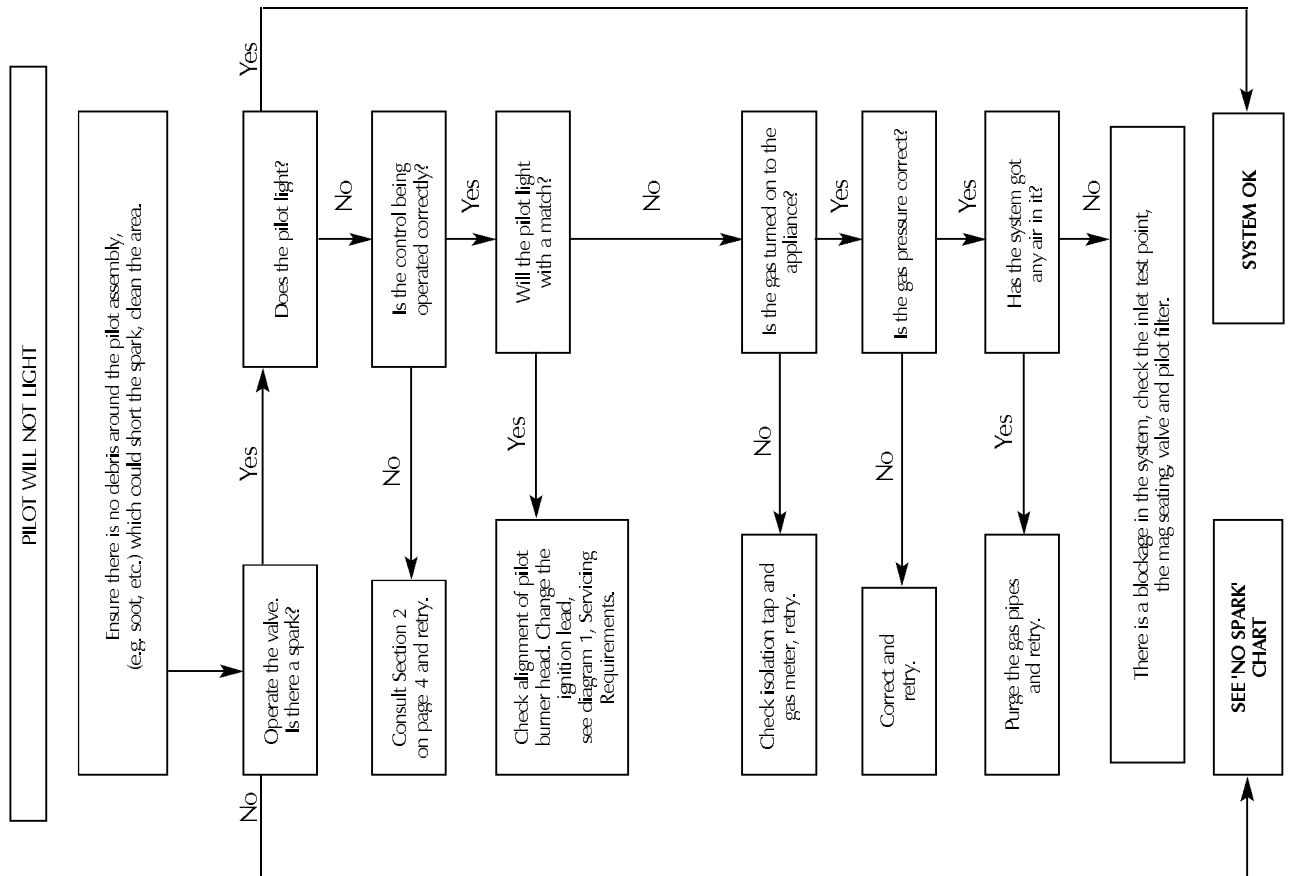 PILOT WILL NOT LIGHT
Ensure there is no debris around the pilot assembly,
(e.g. soot, etc.) which could short the spark, clean the area.
Operate the valve.
Is there a spark?
No
Yes
Does the pilot light?
Yes
No
Is the control being
operated correctly?
No
Consult Section 2
on page 4 and retry.
Yes
Will the pilot light
with a match?
Yes
Check alignment of pilot
burner head. Change the
ignition lead,
see diagram 1, Servicing
Requirements.
No
Is the gas turned on to the
appliance?
No
Check isolation tap and
gas meter, retry.
Yes
Is the gas pressure correct?
No
Correct and
retry.
Yes
Has the system got
any air in it?
Yes
Purge the gas pipes
and retry.
No
There is a blockage in the system, check the inlet test point,
the mag seating, valve and pilot filter.
SEE 'NO SPARK'
CHART
SYSTEM OK